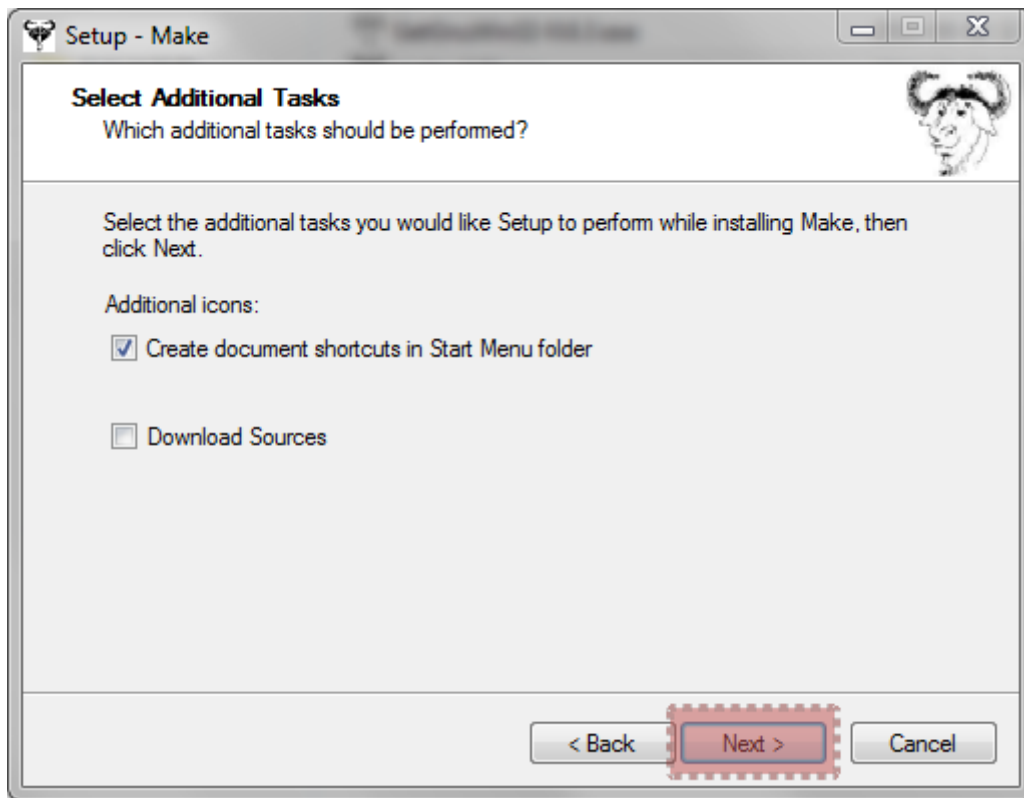 Setup - Make
Select Additional Tasks
Which additional tasks should be performed?
Select the additional tasks you would like Setup to perform while installing Make, then
click Next.
Additional icons:
Create document shortcuts in Start Menu folder
Download Sources
< Back
Next >
Cancel